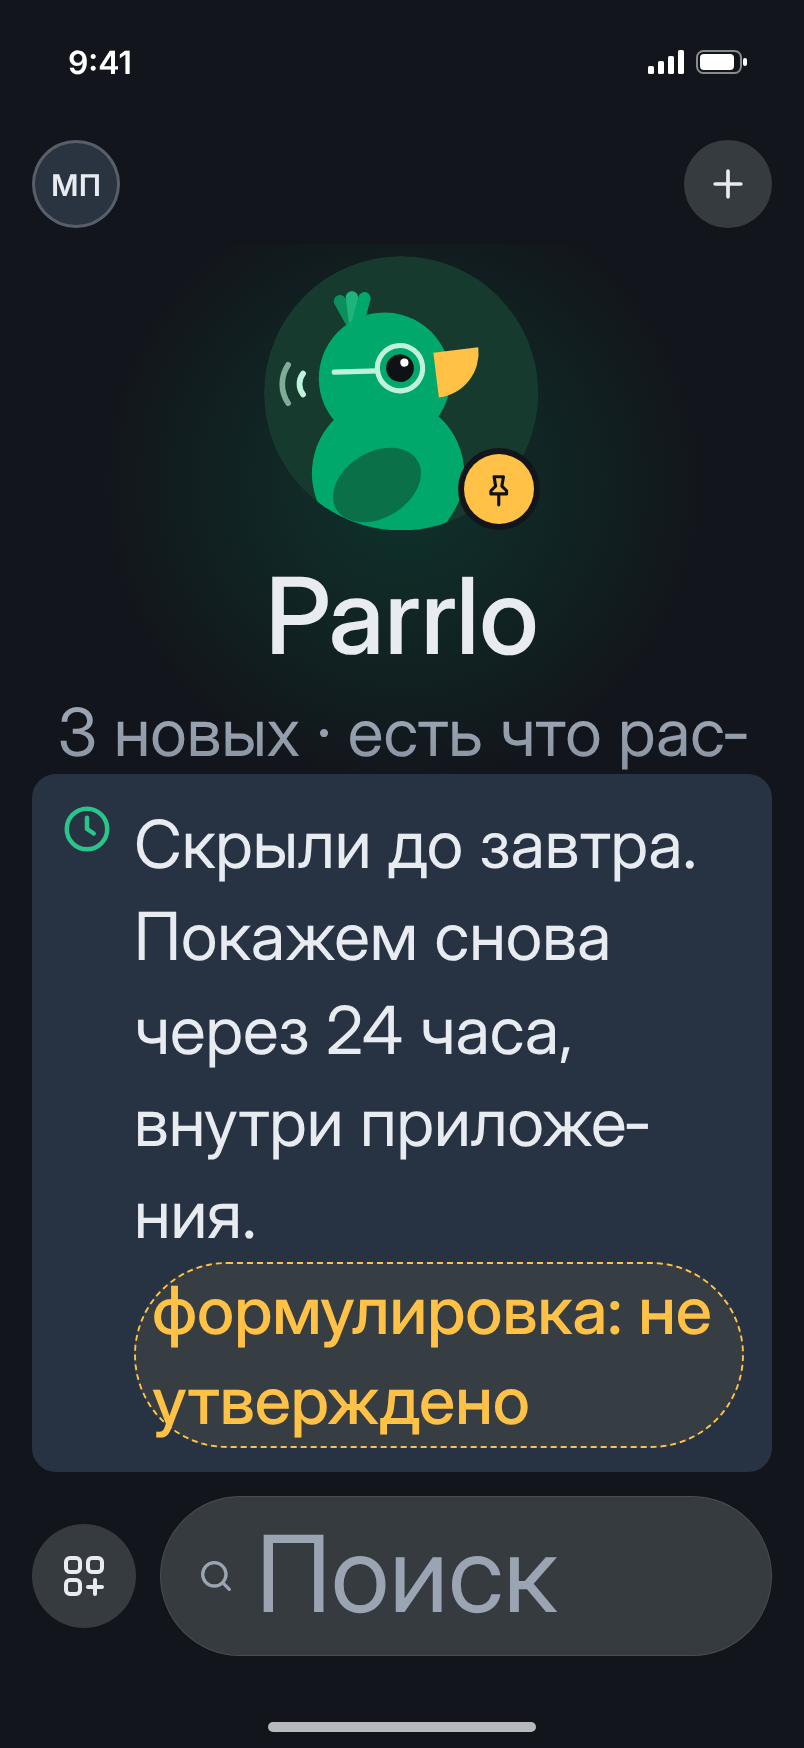 9:41
МП
Parrlo
3 новых · есть что рас-
Скрыли до завтра.
Покажем снова
через 24 часа,
внутри приложе-
ния.
формулировка: не
утверждено
Поиск